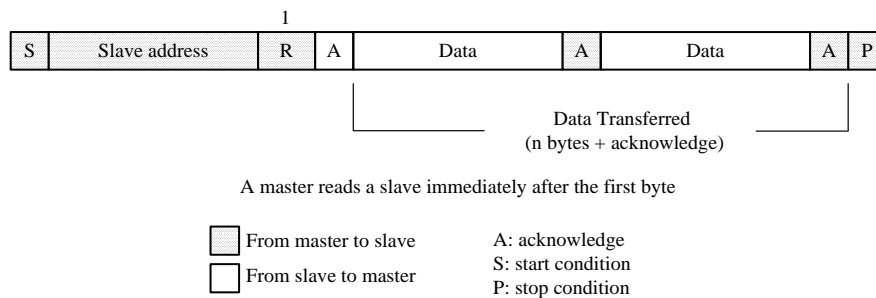 1
S Slave address R A Data A Data A P
Data Transferred
(n bytes + acknowledge)
A master reads a slave immediately after the first byte
From master to slave
From slave to master
A: acknowledge
S: start condition
P: stop condition